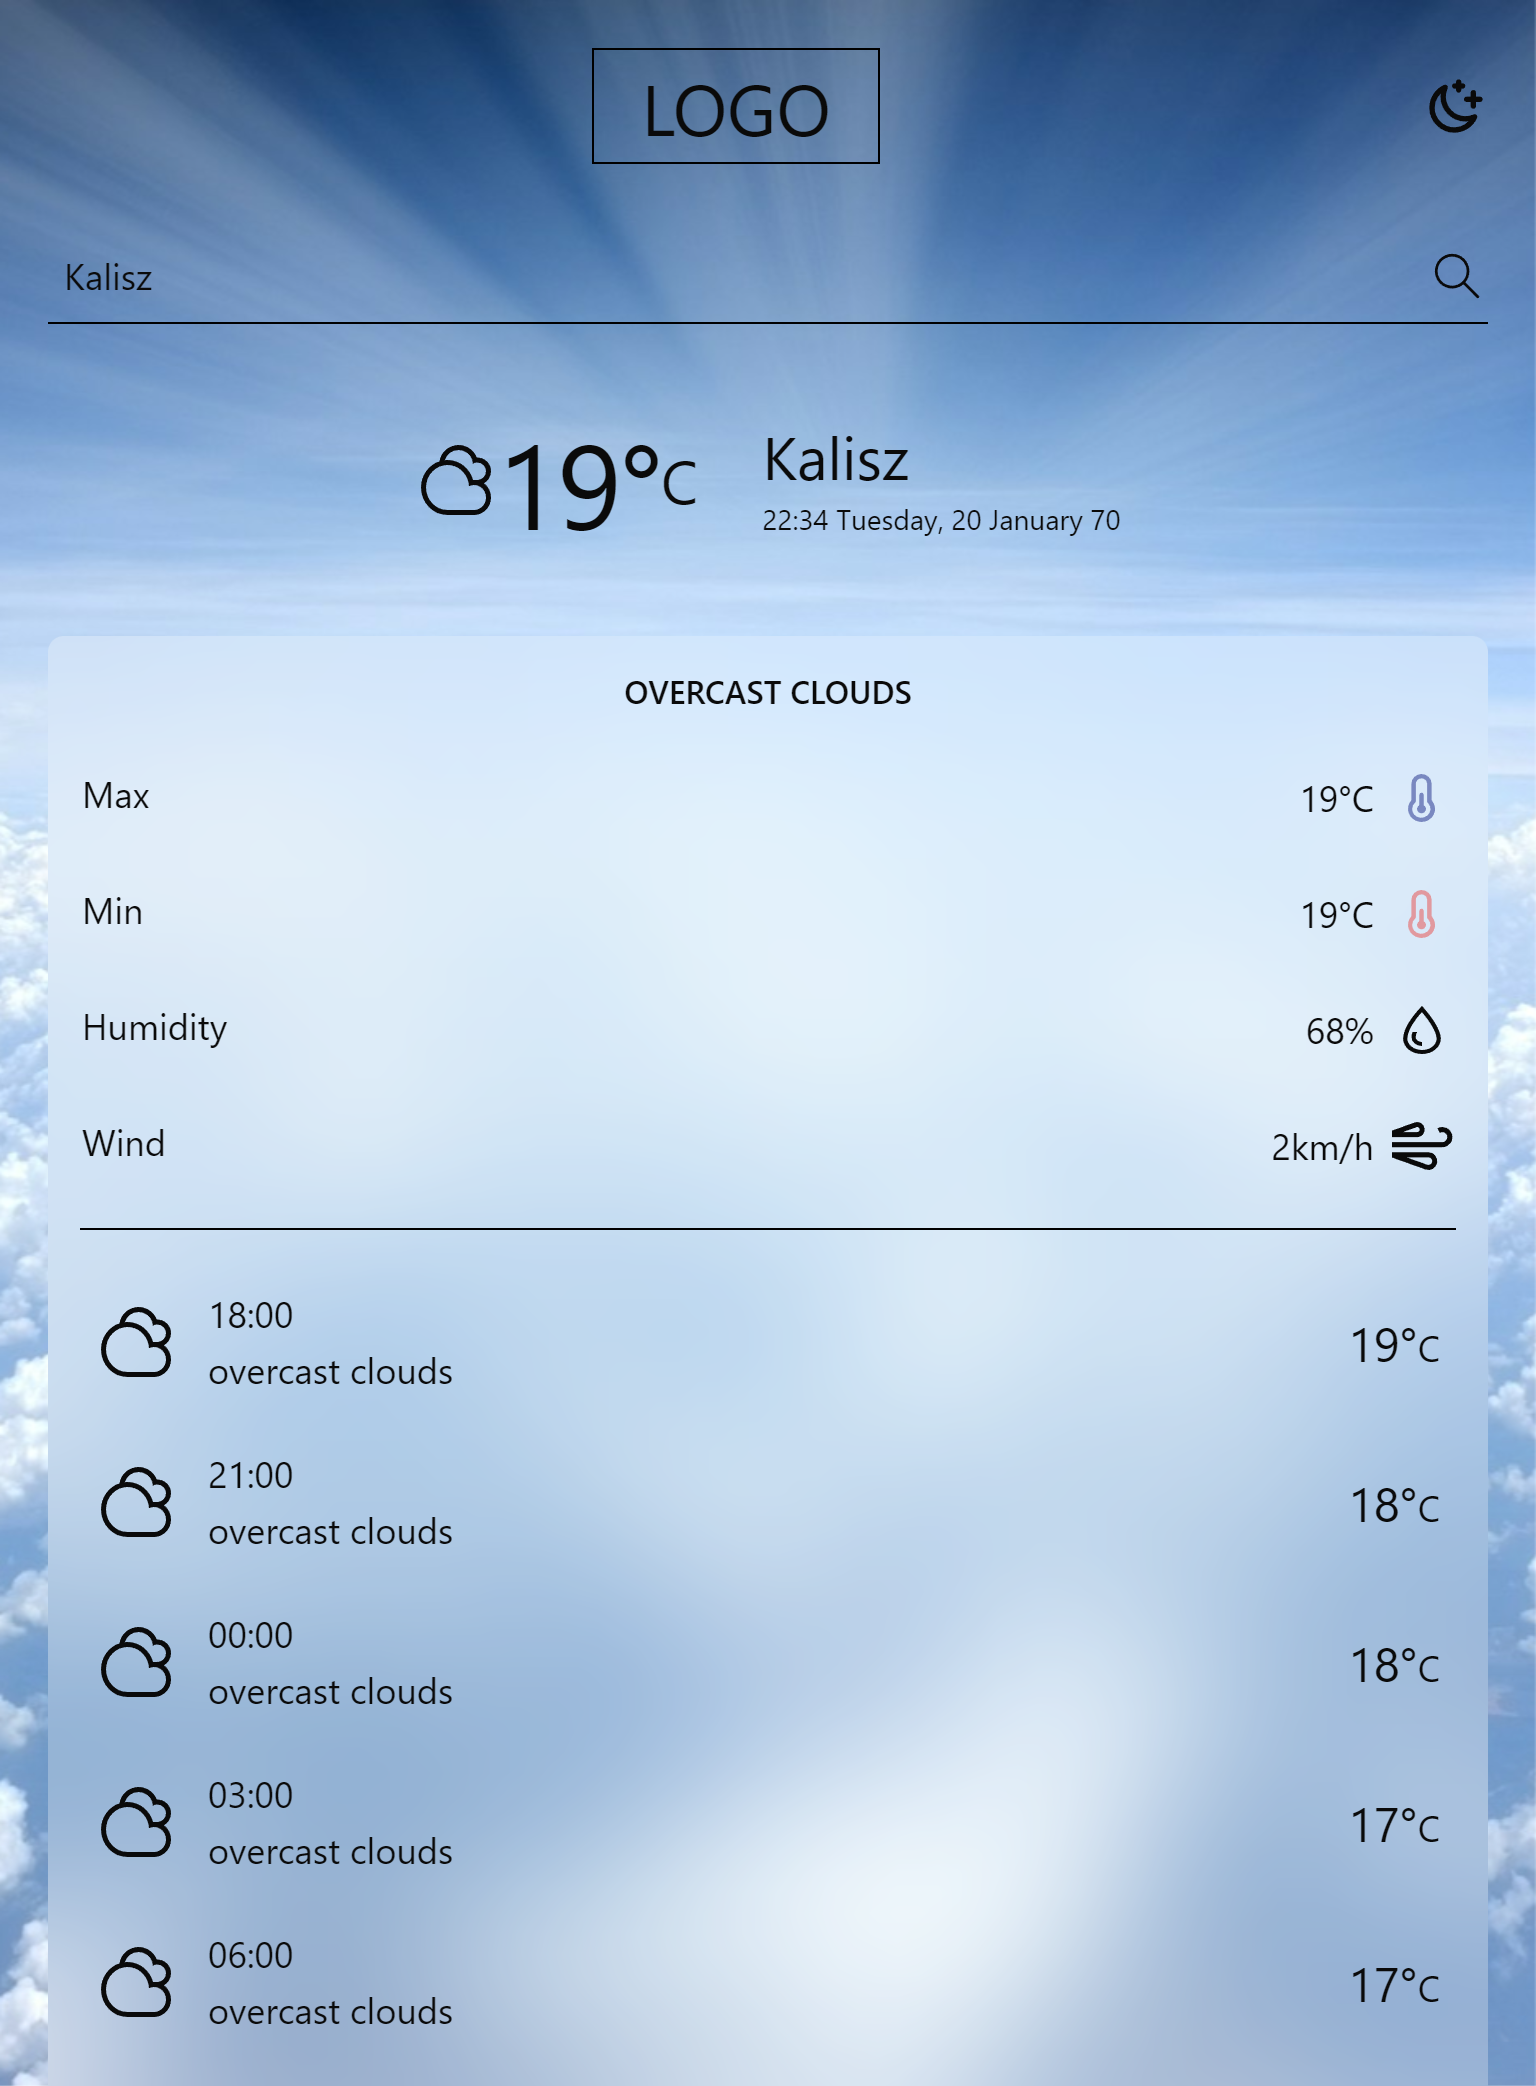 LOGO
Kalisz
19°C
Kalisz
22:34 Tuesday, 20 January 70
OVERCAST CLOUDS
Max 19°C
Min 19°C
Humidity 68%
Wind 2km/h
18:00
overcast clouds
19°C
21:00
overcast clouds
18°C
00:00
overcast clouds
18°C
03:00
overcast clouds
17°C
06:00
overcast clouds
17°C